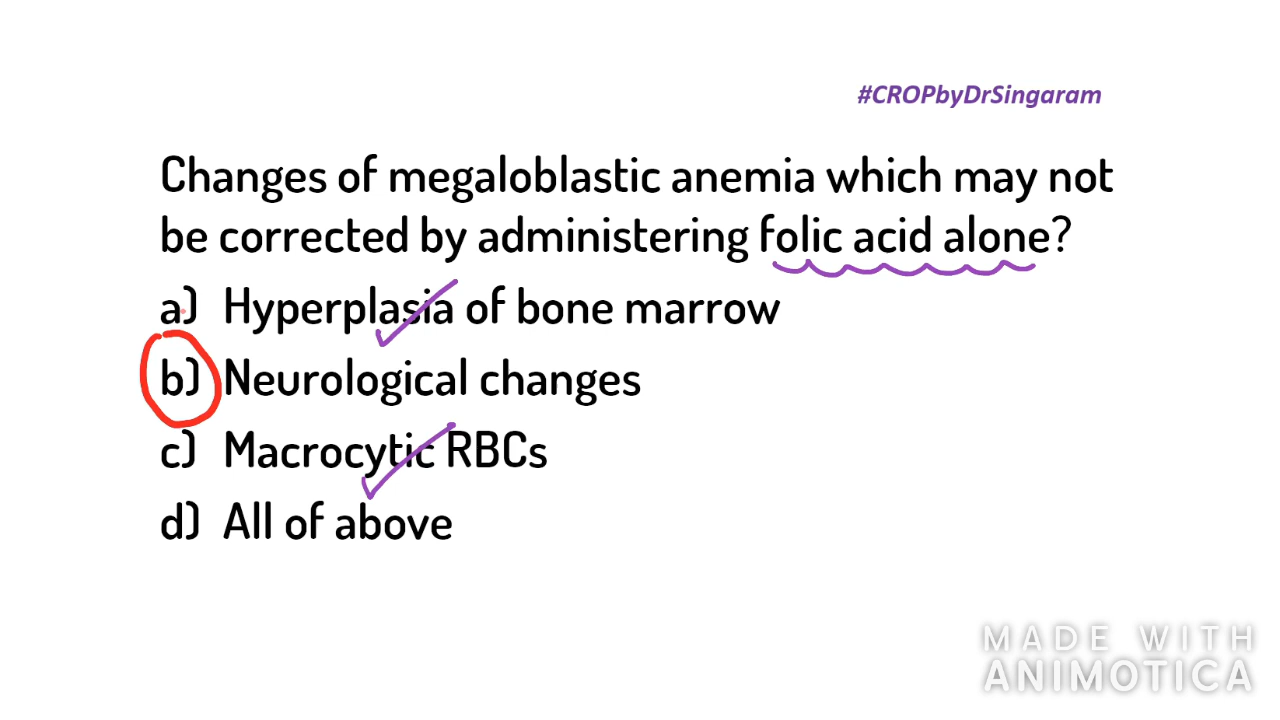 #CROPbyDrSingaram
Changes of megaloblastic anemia which may not
be corrected by administering folic acid alone?
a) Hyperplasia of bone marrow
b) Neurological changes
c) Macrocytic RBCs
d) All of above
MADE WITH
ANIMOTICA